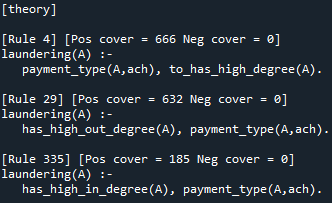 [theory]
[Rule 4] [Pos cover = 666 Neg cover = 0]
laundering(A) :-
payment_type(A,ach), to_has_high_degree(A).
[Rule 29] [Pos cover = 632 Neg cover = 0]
laundering(A) :-
has_high_out_degree(A), payment_type(A,ach).
[Rule 335] [Pos cover = 185 Neg cover = 0]
laundering(A) :-
has_high_in_degree(A), payment_type(A,ach).